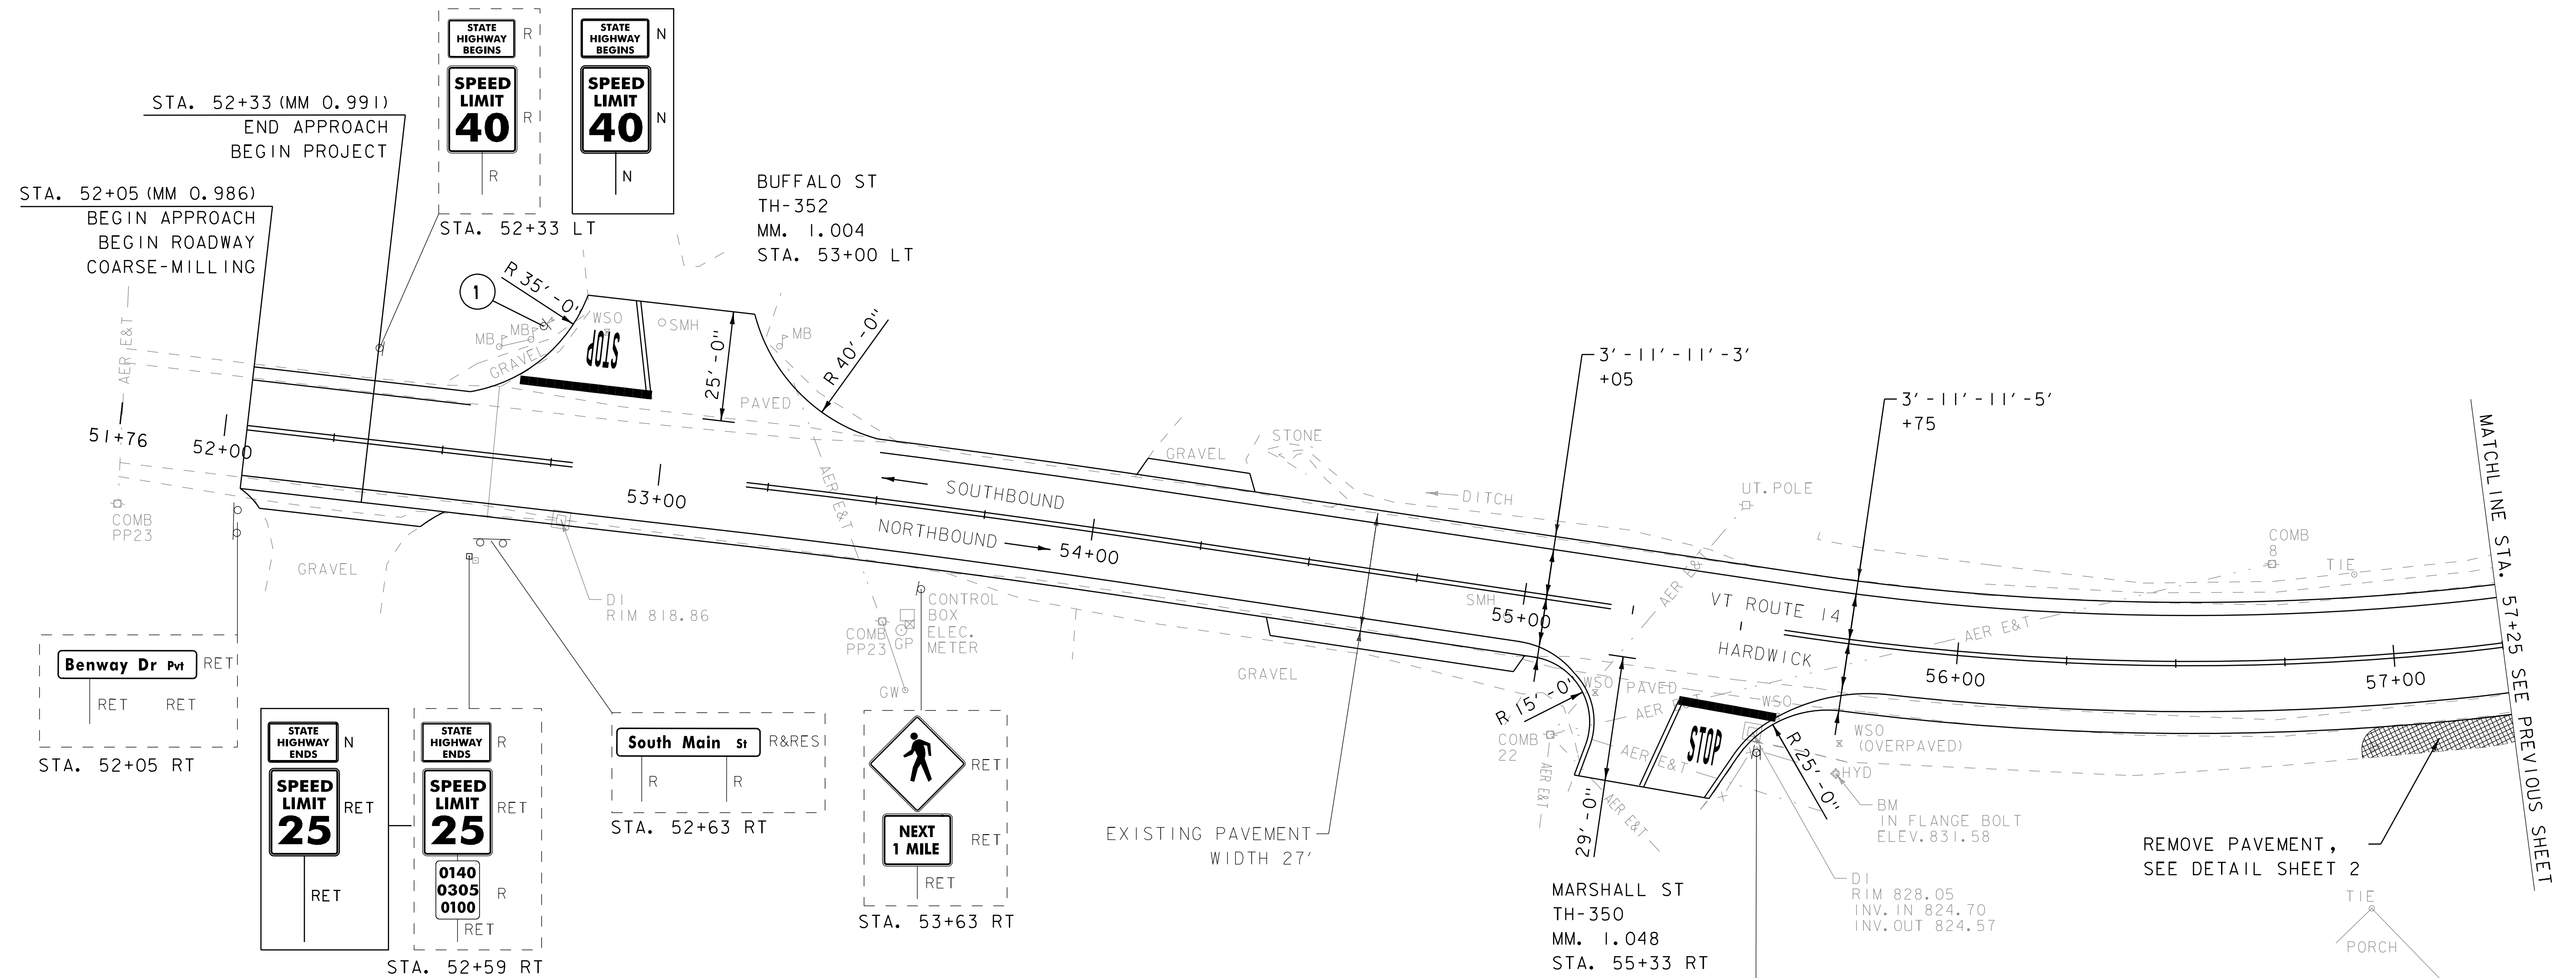 STATE
HIGHWAY
BEGINS
R
SPEED
LIMIT
40
R
R
STA. 52+33 LT
STATE
HIGHWAY
BEGINS
N
SPEED
LIMIT
40
N
N
STA. 52+33 (MM 0.991)
END APPROACH
BEGIN PROJECT
STA. 52+05 (MM 0.986)
BEGIN APPROACH
BEGIN ROADWAY
COARSE-MILLING
BUFFALO ST
TH-352
MM. 1.004
STA. 53+00 LT
1
R 35'-0"
MB
MB
GRAVEL
WSO
STOP
SMH
25'-0"
MB
R 40'-0"
PAVED
AER E&T
AER E&T
51+76
52+00
53+00
54+00
55+00
56+00
57+00
SOUTHBOUND
NORTHBOUND
GRAVEL
STONE
DITCH
UT. POLE
3'-11'-11'-3'
+05
3'-11'-11'-5'
+75
COMB
8
TIE
MATCHLINE STA. 57+25 SEE PREVIOUS SHEET
SMH
AER E&T
VT ROUTE 14
HARDWICK
AER E&T
COMB
PP23
GRAVEL
DI
RIM 818.86
COMB
PP23
GP
CONTROL
BOX
ELEC.
METER
GW
GRAVEL
EXISTING PAVEMENT
WIDTH 27'
R 15'-0"
WSO
PAVED
AER E&T
AER E&T
AER E&T
AER E&T
COMB
22
29'-0"
STOP
WSO
R 25'-0"
WSO
(OVERPAVED)
HYD
BM
IN FLANGE BOLT
ELEV. 831.58
DI
RIM 828.05
INV. IN 824.70
INV. OUT 824.57
REMOVE PAVEMENT,
SEE DETAIL SHEET 2
TIE
PORCH
MARSHALL ST
TH-350
MM. 1.048
STA. 55+33 RT
Benway Dr Pvt
RET
RET
RET
STA. 52+05 RT
STATE
HIGHWAY
ENDS
N
SPEED
LIMIT
25
RET
RET
STATE
HIGHWAY
ENDS
R
SPEED
LIMIT
25
RET
0140
0305
0100
R
RET
STA. 52+59 RT
South Main St
R&RES
R
R
STA. 52+63 RT
RET
NEXT
1 MILE
RET
RET
STA. 53+63 RT